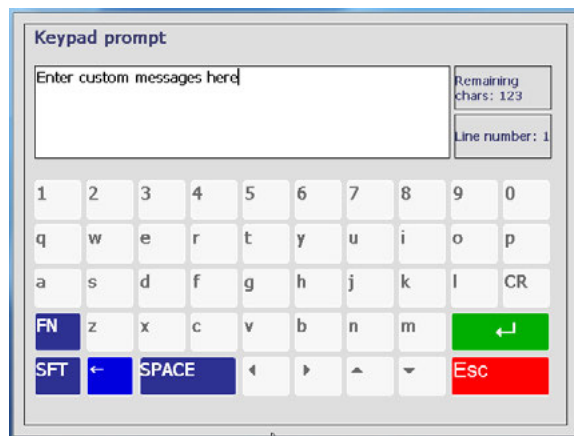 Keypad prompt
Enter custom messages here
Remaining
chars: 123
Line number: 1
1 2 3 4 5 6 7 8 9 0
q w e r t y u i o p
a s d f g h j k l CR
FN z x c v b n m
SFT ← SPACE Esc